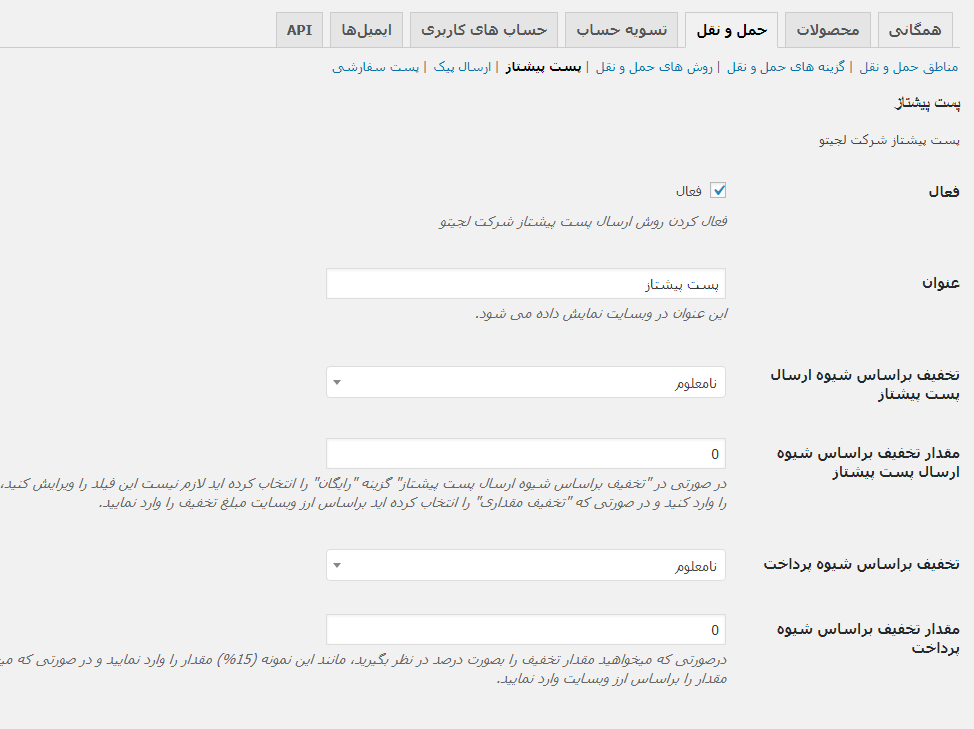 همگانی
محصولات
حمل و نقل
تسویه حساب
حساب های کاربری
ایمیل‌ها
API
مناطق حمل و نقل | گزینه های حمل و نقل | روش های حمل و نقل | پست پیشتاز | ارسال پیک | پست سفارشی
پست پیشتاز
پست پیشتاز شرکت لجیتو
فعال
فعال
فعال کردن روش ارسال پست پیشتاز شرکت لجیتو
عنوان
پست پیشتاز
این عنوان در وبسایت نمایش داده می شود.
تخفیف براساس شیوه ارسال
پست پیشتاز
نامعلوم
مقدار تخفیف براساس شیوه
ارسال پست پیشتاز
0
در صورتی در "تخفیف براساس شیوه ارسال پست پیشتاز" گزینه "رایگان" را انتخاب کرده اید لازم نیست این فیلد را ویرایش کنید،
را وارد کنید و در صورتی که "تخفیف مقداری" را انتخاب کرده اید براساس ارز وبسایت مبلغ تخفیف را وارد نمایید.
تخفیف براساس شیوه پرداخت
نامعلوم
مقدار تخفیف براساس شیوه
پرداخت
0
درصورتی که میخواهید مقدار تخفیف را بصورت درصد در نظر بگیرید، مانند این نمونه (15%) مقدار را وارد نمایید و در صورتی که
مقدار را براساس ارز وبسایت وارد نمایید.